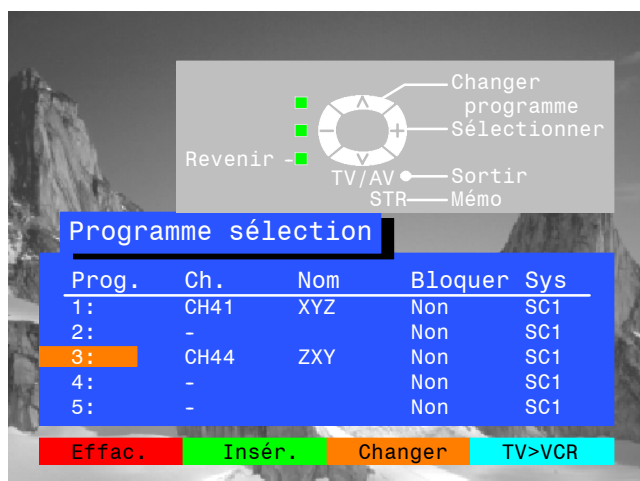 Changer
programme
Sélectionner
Revenir
TV/AV
Sortir
STR
Mémo
Programme sélection
Prog. Ch. Nom Bloquer Sys
1: CH41 XYZ Non SC1
2: - Non SC1
3: CH44 ZXY Non SC1
4: - Non SC1
5: - Non SC1
Effac. Insér. Changer TV>VCR